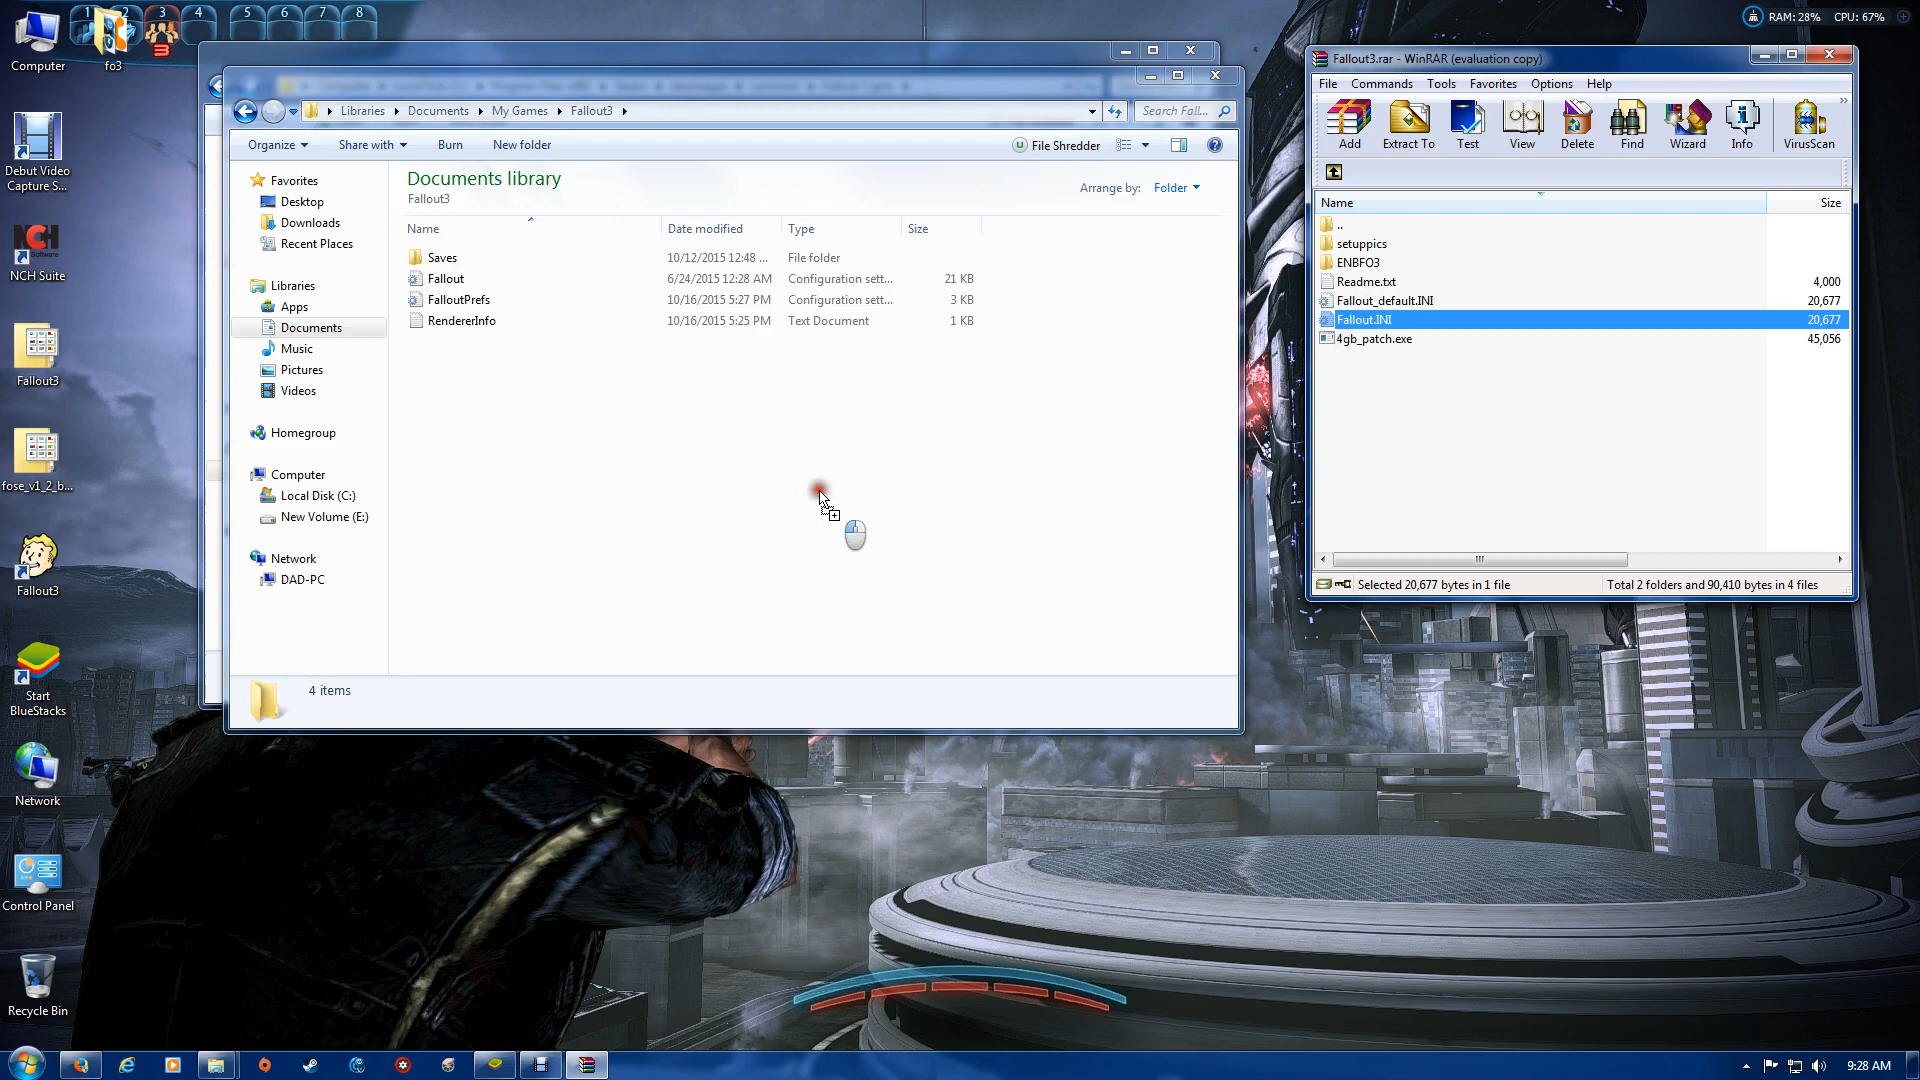 1 2 3 4 5 6 7 8
3
RAM: 28% CPU: 67%
Computer
fo3
Debut Video
Capture S...
NCH Suite
Fallout3
fose_v1_2_b...
Fallout3
Start
BlueStacks
Network
Control Panel
Recycle Bin
Libraries Documents My Games Fallout3
Search Fall...
Organize Share with Burn New folder
File Shredder
Favorites
Desktop
Downloads
Recent Places
Libraries
Apps
Documents
Music
Pictures
Videos
Homegroup
Computer
Local Disk (C:)
New Volume (E:)
Network
DAD-PC
Documents library
Fallout3
Arrange by: Folder
Name Date modified Type Size
Saves 10/12/2015 12:48 ... File folder
Fallout 6/24/2015 12:28 AM Configuration sett... 21 KB
FalloutPrefs 10/16/2015 5:27 PM Configuration sett... 3 KB
RendererInfo 10/16/2015 5:25 PM Text Document 1 KB
4 items
Fallout3.rar - WinRAR (evaluation copy)
File Commands Tools Favorites Options Help
Add Extract To Test View Delete Find Wizard Info VirusScan
Name Size
..
setuppics
ENBFO3
Readme.txt 4,000
Fallout_default.INI 20,677
Fallout.INI 20,677
4gb_patch.exe 45,056
Selected 20,677 bytes in 1 file
Total 2 folders and 90,410 bytes in 4 files
9:28 AM